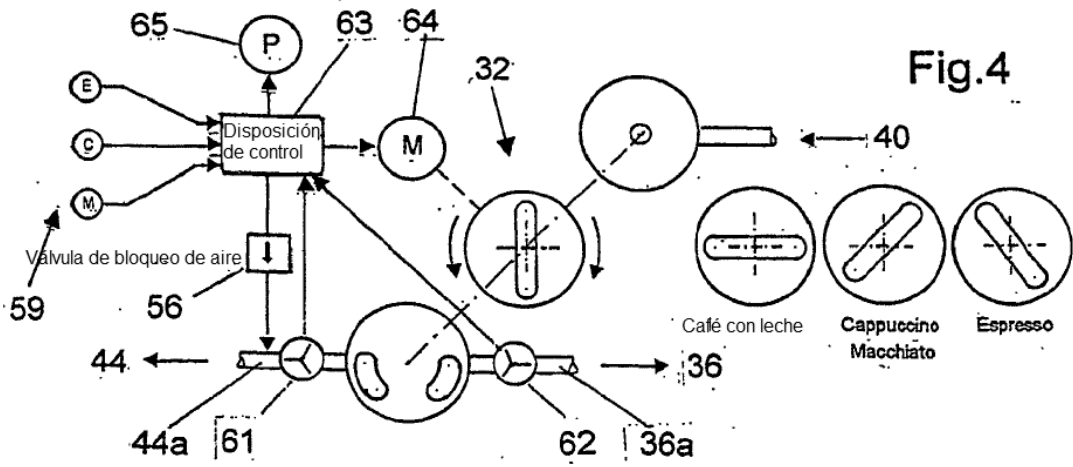 65
63
64
Fig.4
P
32
E
Disposición
de control
C
M
40
M
Válvula de bloqueo de aire
59
56
Café con leche
Cappuccino
Macchiato
Espresso
44
36
44a
61
62
36a